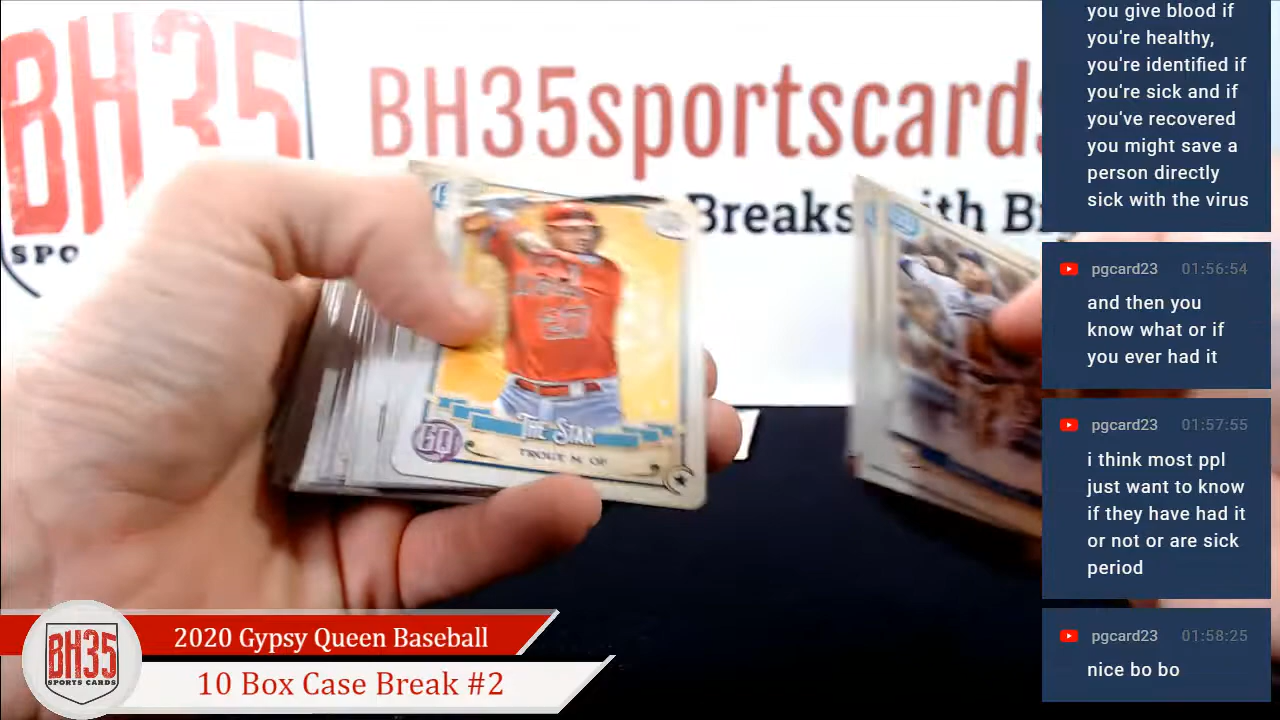 BH35
SPO
BH35sportscards
Breaks with B
THE STAR
TROUT M. OF
GQ
2020 Gypsy Queen Baseball
10 Box Case Break #2
BH35
SPORTS CARDS
you give blood if
you're healthy,
you're identified if
you're sick and if
you've recovered
you might save a
person directly
sick with the virus
pgcard23 01:56:54
and then you
know what or if
you ever had it
pgcard23 01:57:55
i think most ppl
just want to know
if they have had it
or not or are sick
period
pgcard23 01:58:25
nice bo bo